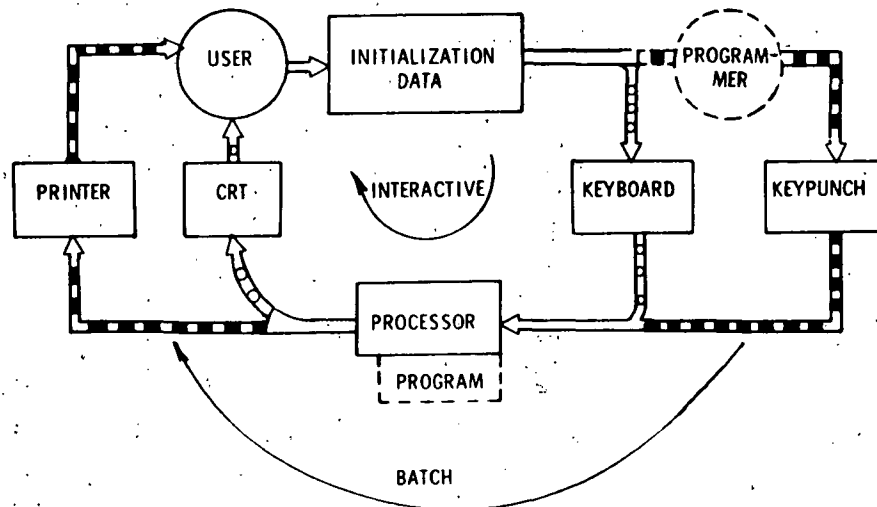 USER
INITIALIZATION
DATA
PROGRAM-
MER
PRINTER
CRT
INTERACTIVE
KEYBOARD
KEYPUNCH
PROCESSOR
PROGRAM
BATCH